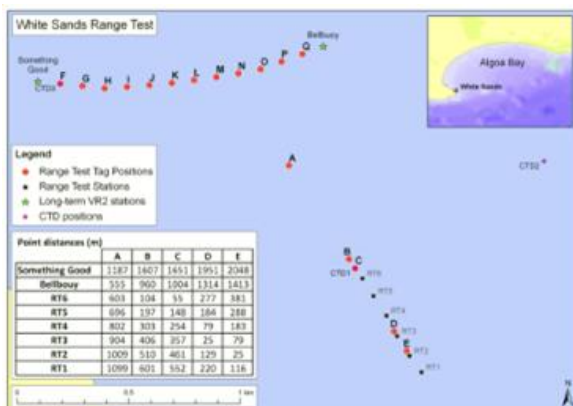 White Sands Range Test
Bellbouy
Something
Good
F G H I J K L M N O P Q
CTD3
Algoa Bay
White Sands
A
CTD2
Legend
Range Test Tag Positions
Range Test Stations
Long-term VR2 stations
CTD positions
B
C
CTD1
RT6
RT5
RT4
D
RT3
E
RT2
RT1
Point distances (m)
A B C D E
Something Good 1187 1607 1651 1951 2048
Bellbouy 555 960 1004 1314 1413
RT6 603 104 55 277 381
RT5 696 197 148 184 288
RT4 802 303 254 79 183
RT3 904 406 357 25 79
RT2 1009 510 461 129 25
RT1 1099 601 552 220 116
0 0.5 1 km
N